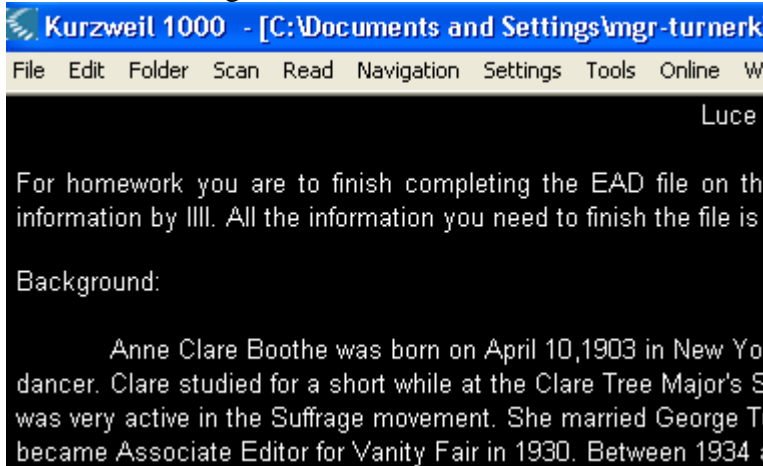 Kurzweil 1000 - [C:\Documents and Settings\mgr-turnerk
File Edit Folder Scan Read Navigation Settings Tools Online W
Luce
For homework you are to finish completing the EAD file on th
information by IIII. All the information you need to finish the file is
Background:
Anne Clare Boothe was born on April 10,1903 in New Yo
dancer. Clare studied for a short while at the Clare Tree Major's S
was very active in the Suffrage movement. She married George T
became Associate Editor for Vanity Fair in 1930. Between 1934